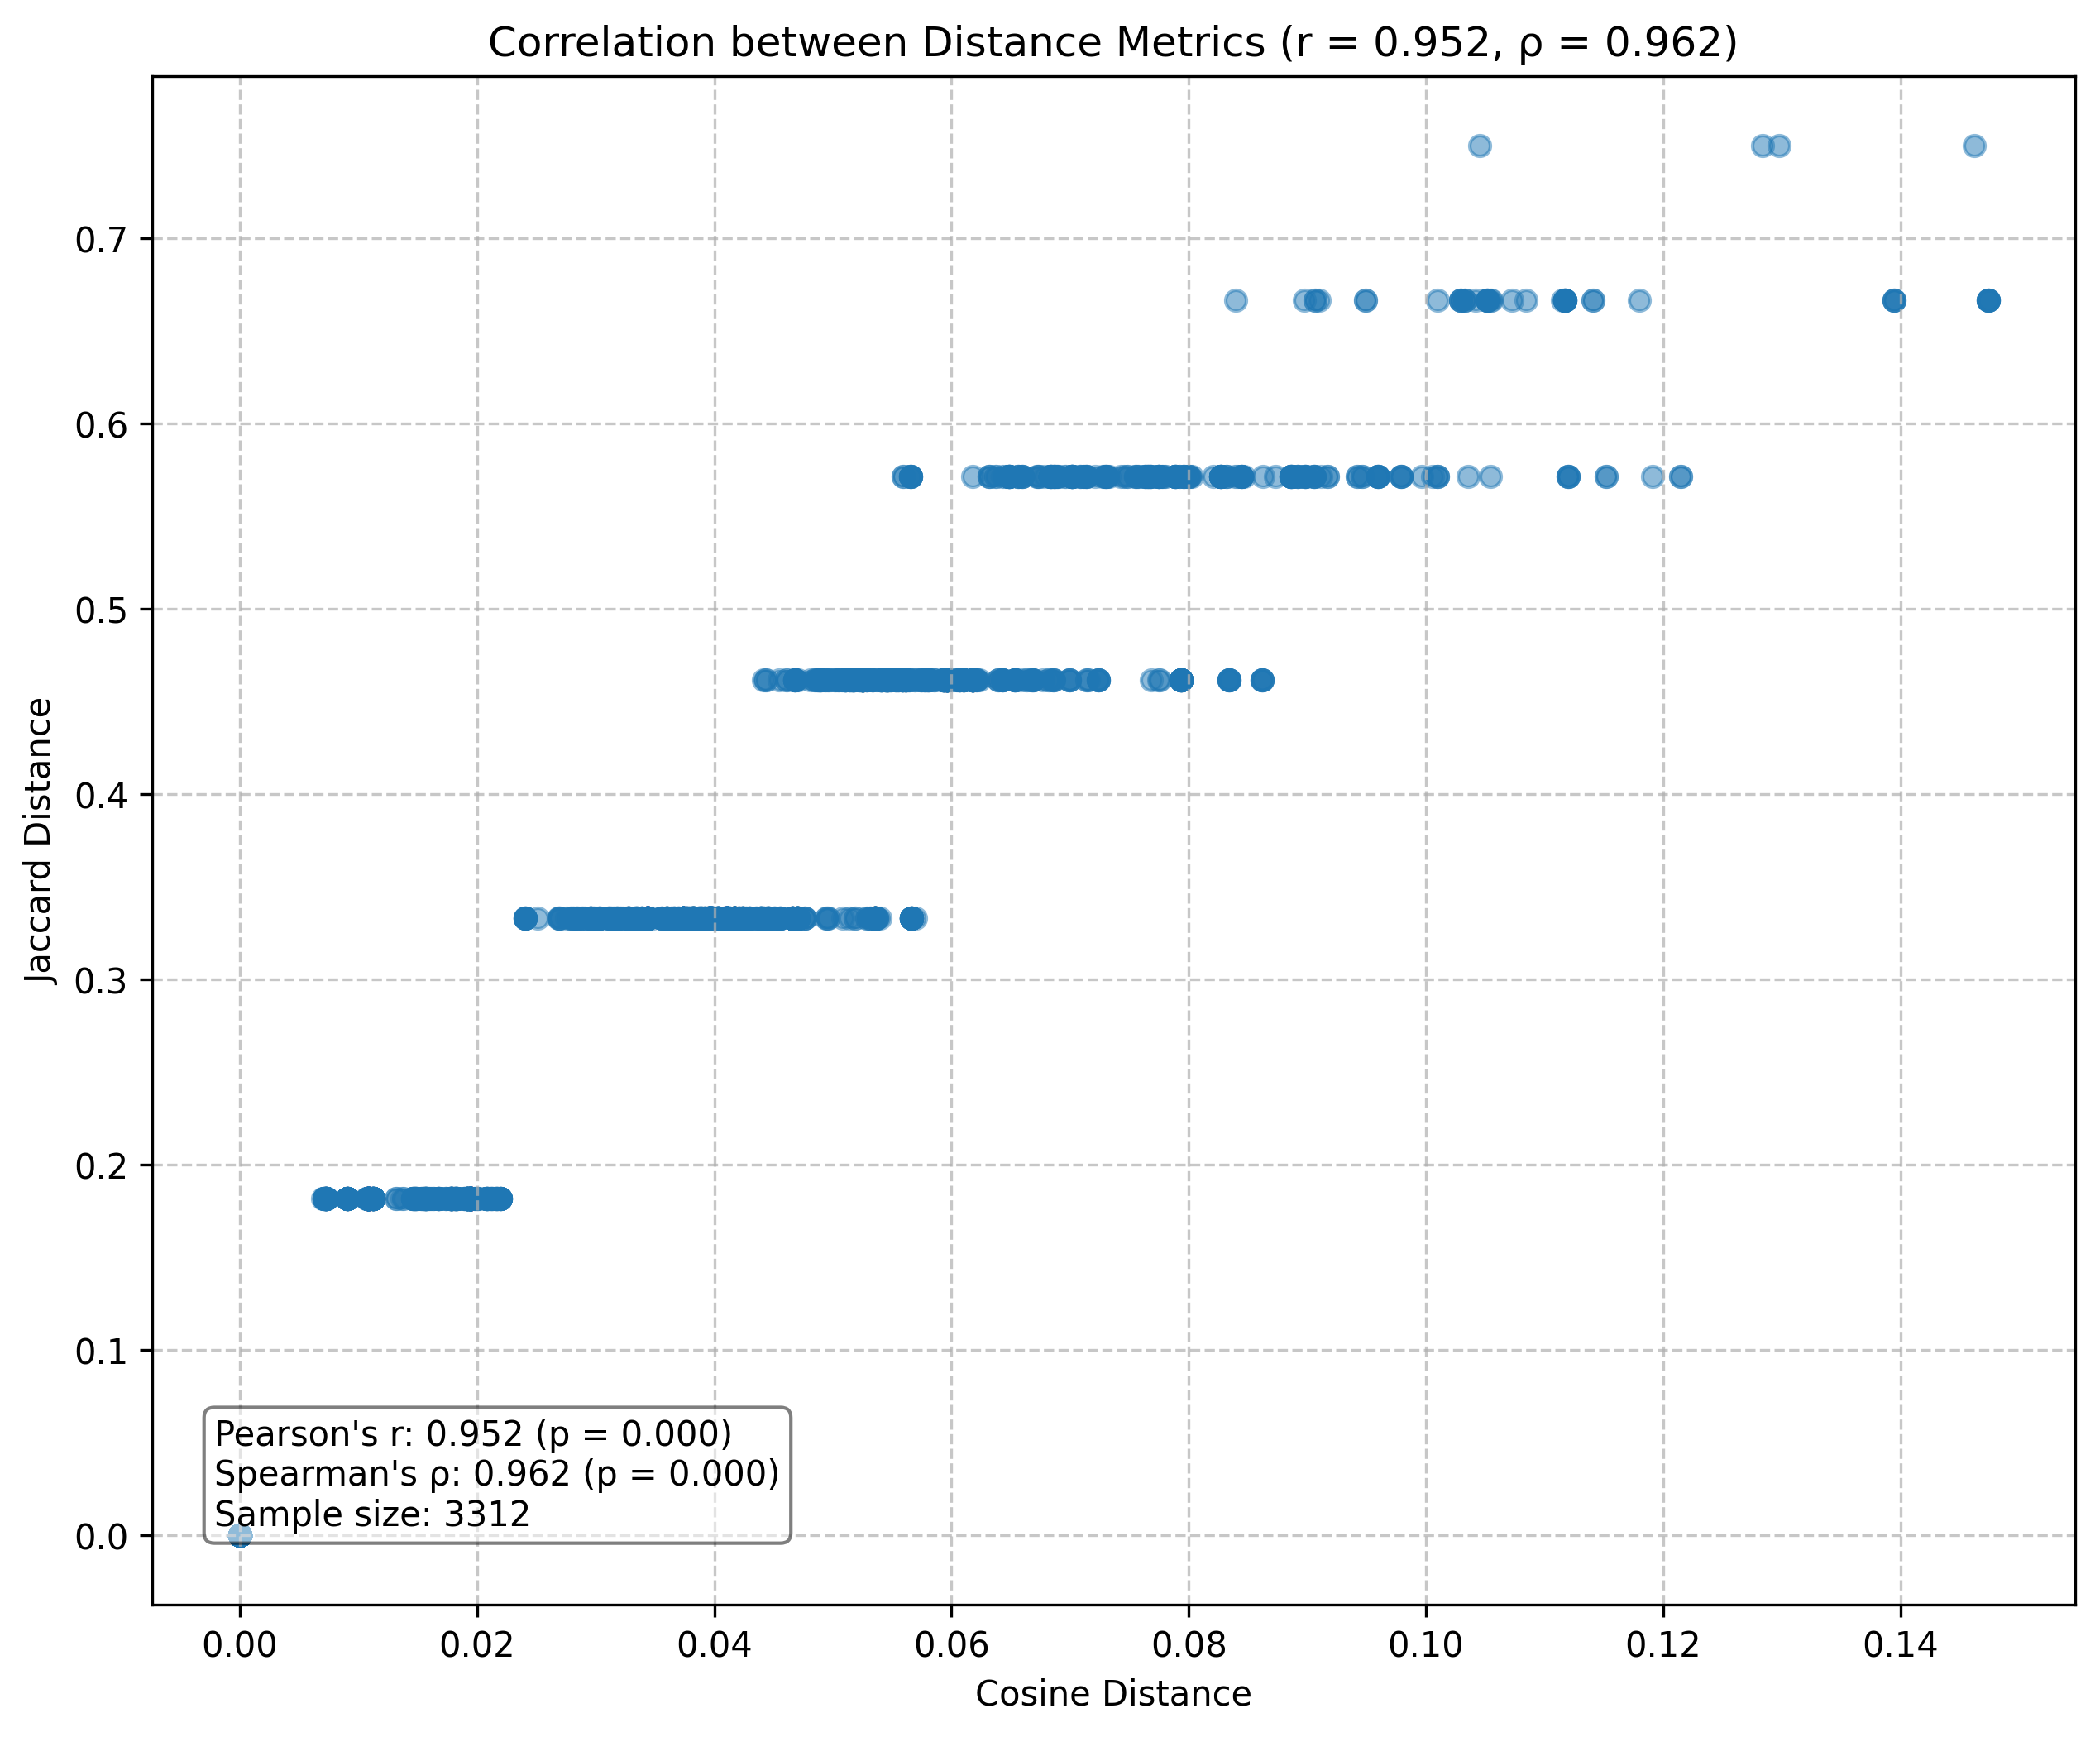 Correlation between Distance Metrics (r = 0.952, ρ = 0.962)
Jaccard Distance
0.7
0.6
0.5
0.4
0.3
0.2
0.1
0.0
Pearson's r: 0.952 (p = 0.000)
Spearman's ρ: 0.962 (p = 0.000)
Sample size: 3312
0.00 0.02 0.04 0.06 0.08 0.10 0.12 0.14
Cosine Distance